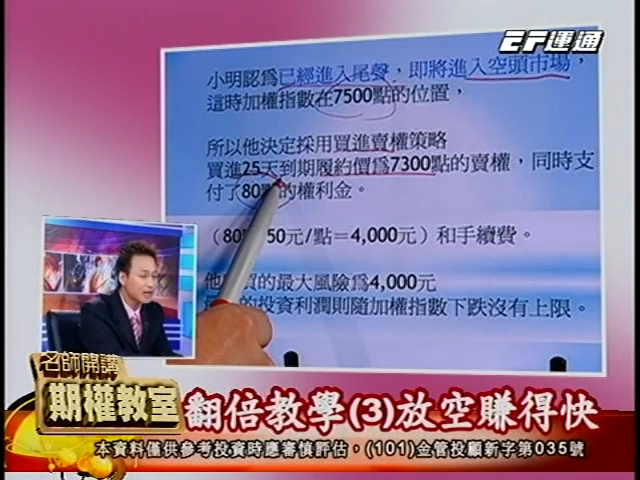 EF運通
小明認為已經進入尾聲，即將進入空頭市場，
這時加權指數在7500點的位置，
所以他決定採用買進賣權策略
買進25天到期履約價為7300點的賣權，同時支
付了80點的權利金。
（80點 50元/點＝4,000元）和手續費。
他 買的最大風險為4,000元
的投資利潤則隨加權指數下跌沒有上限。
名師開講
期權教室
翻倍教學(3)放空賺得快
本資料僅供參考投資時應審慎評估，(101)金管投顧新字第035號